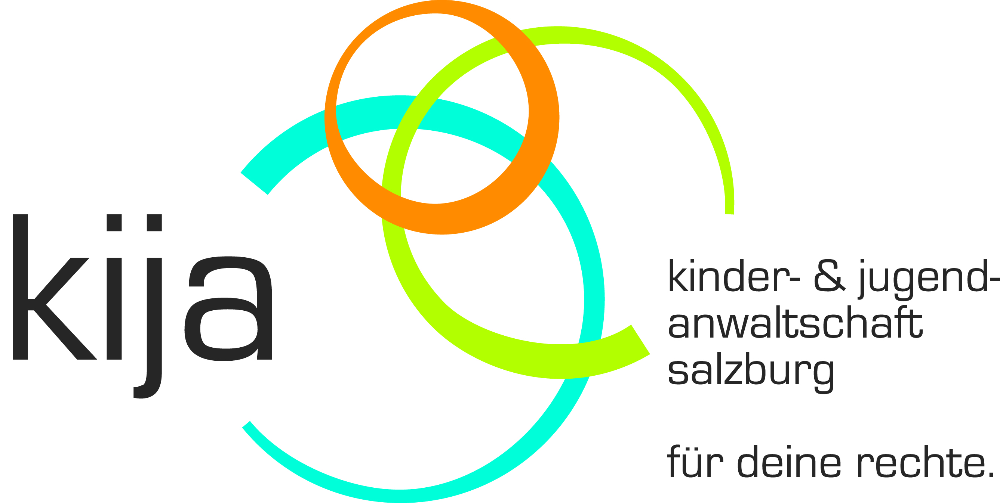 kija
kinder- & jugend-
anwaltschaft
salzburg
für deine rechte.